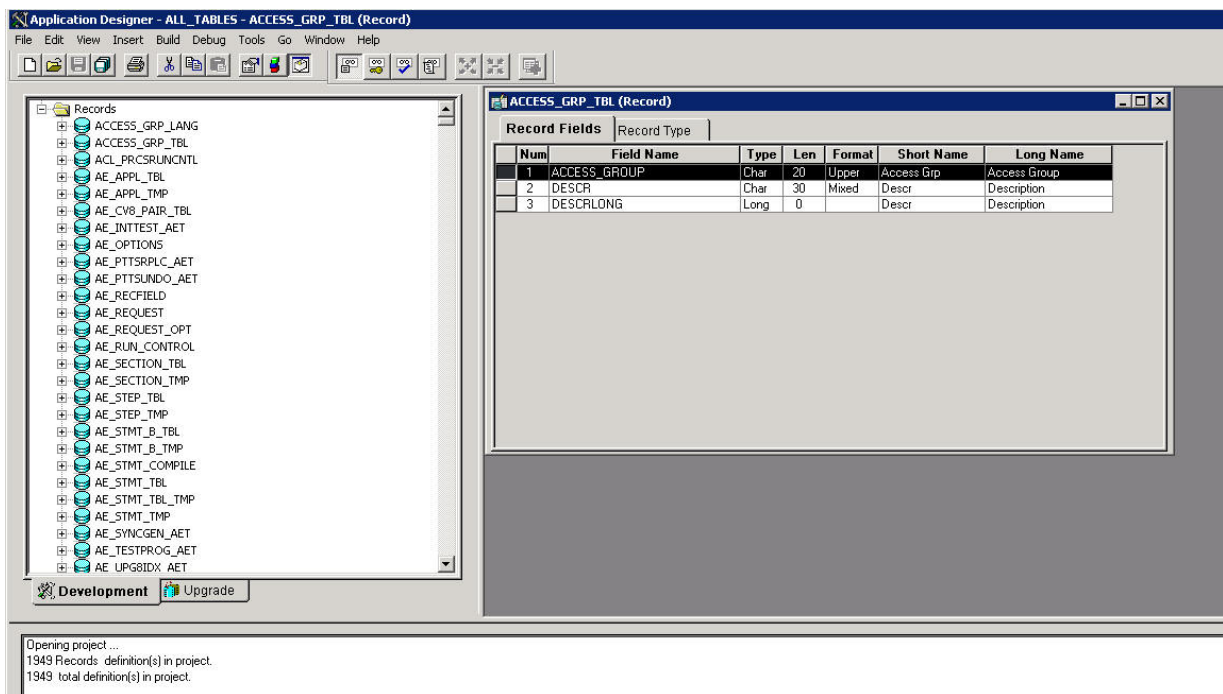 Application Designer - ALL_TABLES - ACCESS_GRP_TBL (Record)
File Edit View Insert Build Debug Tools Go Window Help
Records
ACCESS_GRP_LANG
ACCESS_GRP_TBL
ACL_PRCSRUNCNTL
AE_APPL_TBL
AE_APPL_TMP
AE_CV8_PAIR_TBL
AE_INTTEST_AET
AE_OPTIONS
AE_PTTSRPLC_AET
AE_PTTSUNDO_AET
AE_RECFIELD
AE_REQUEST
AE_REQUEST_OPT
AE_RUN_CONTROL
AE_SECTION_TBL
AE_SECTION_TMP
AE_STEP_TBL
AE_STEP_TMP
AE_STMT_B_TBL
AE_STMT_B_TMP
AE_STMT_COMPILE
AE_STMT_TBL
AE_STMT_TBL_TMP
AE_STMT_TMP
AE_SYNCGEN_AET
AE_TESTPROG_AET
AE_UPG8IDX_AET
Development Upgrade
ACCESS_GRP_TBL (Record)
Record Fields Record Type
Num Field Name Type Len Format Short Name Long Name
1 ACCESS_GROUP Char 20 Upper Access Grp Access Group
2 DESCR Char 30 Mixed Descr Description
3 DESCRLONG Long 0 Descr Description
Opening project ...
1949 Records definition(s) in project.
1949 total definition(s) in project.